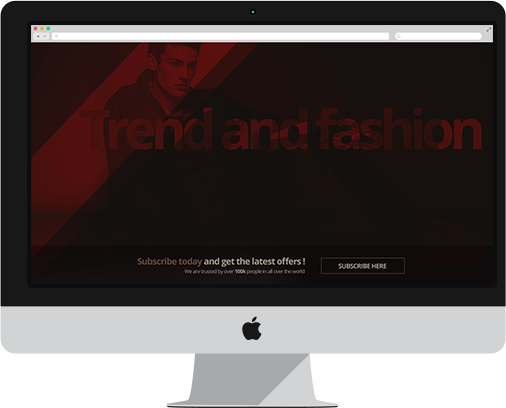 Trend and fashion
Subscribe today and get the latest offers !
We are trusted by over 100k people in all over the world
SUBSCRIBE HERE